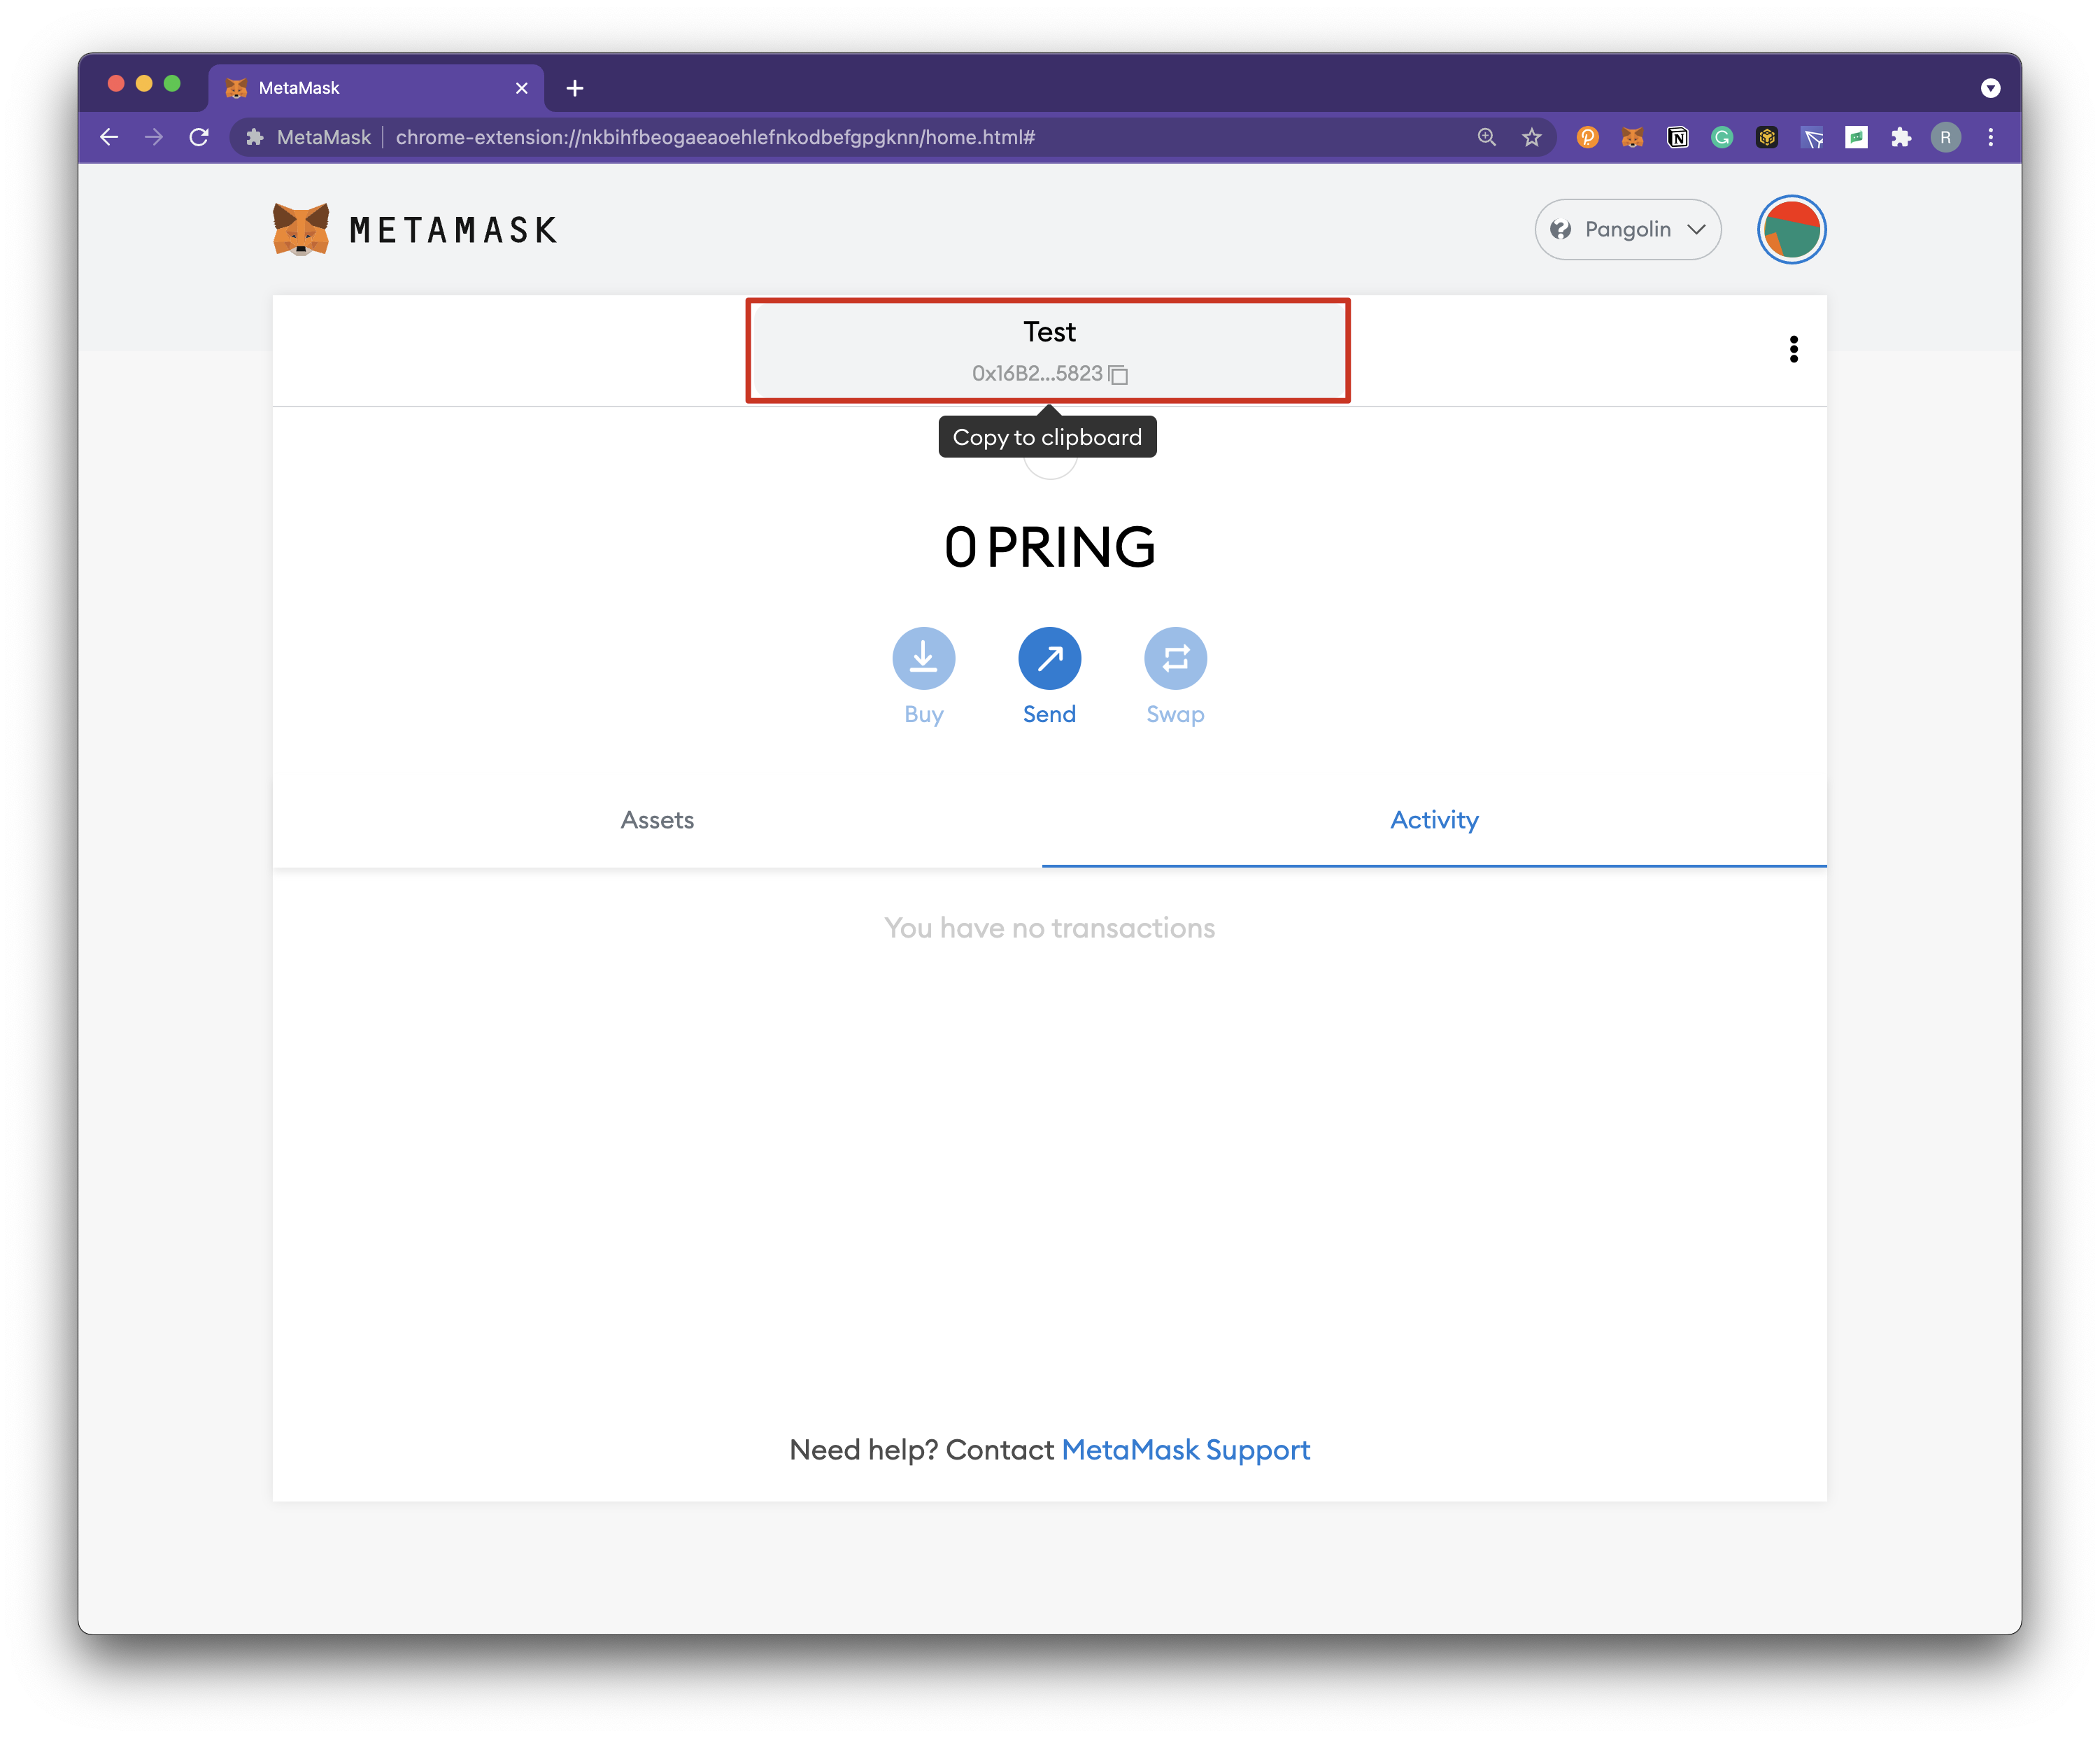 MetaMask
MetaMask
chrome-extension://nkbihfbeogaeaoehlefnkodbefgpgknn/home.html#
R
METAMASK
Pangolin
Test
0x16B2...5823
Copy to clipboard
0 PRING
Buy
Send
Swap
Assets
Activity
You have no transactions
Need help? Contact MetaMask Support